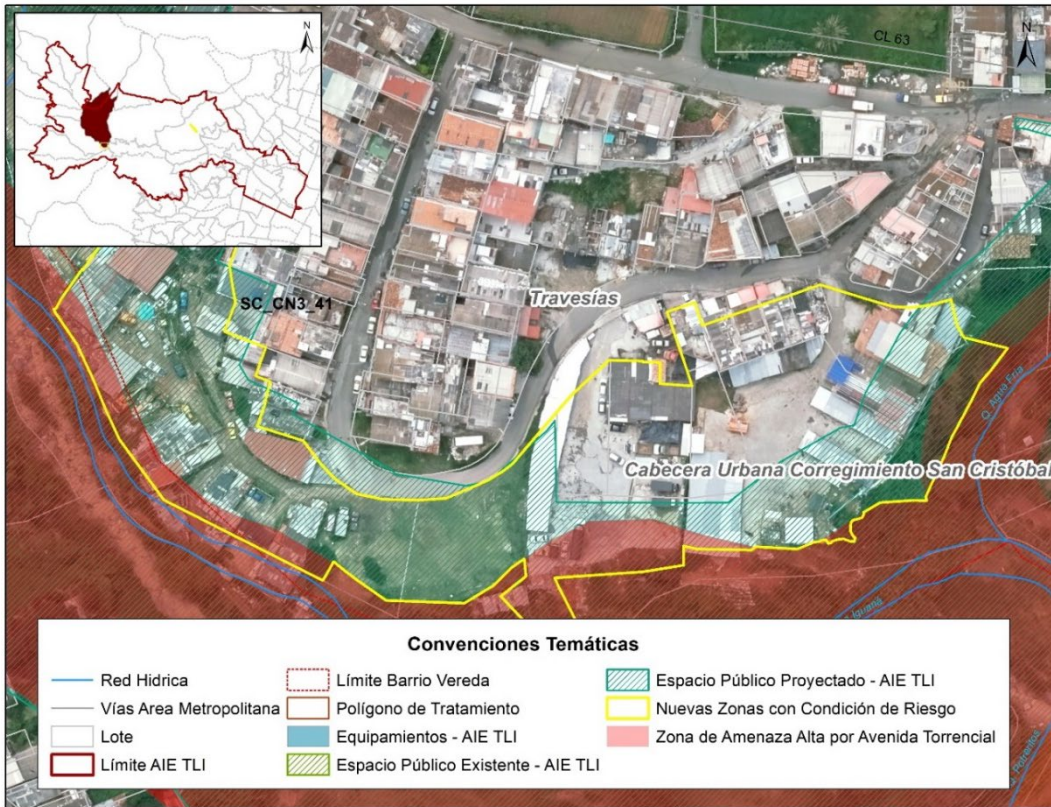 N
CL 63
N
SC_CN3_41
Travesías
Q. Agua Fria
Cabecera Urbana Corregimiento San Cristóbal
Iguaná
Convenciones Temáticas
Red Hidrica
Vías Area Metropolitana
Lote
Límite AIE TLI
Límite Barrio Vereda
Polígono de Tratamiento
Equipamientos - AIE TLI
Espacio Público Existente - AIE TLI
Espacio Público Proyectado - AIE TLI
Nuevas Zonas con Condición de Riesgo
Zona de Amenaza Alta por Avenida Torrencial